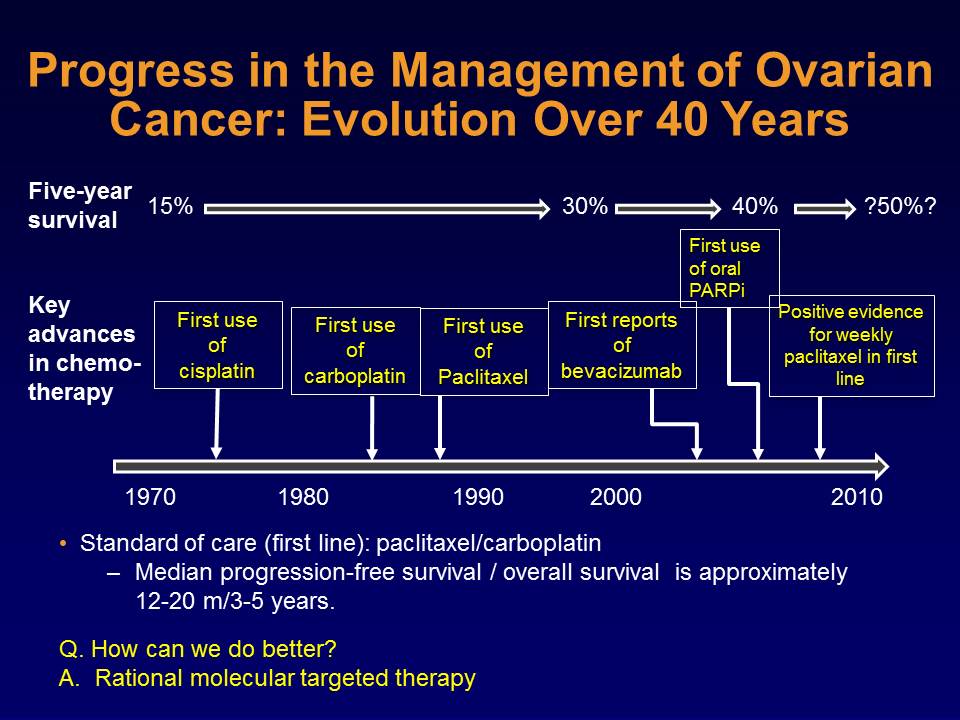 Progress in the Management of Ovarian
Cancer: Evolution Over 40 Years
Five-year
survival
15%
30%
40%
?50%?
Key
advances
in chemo-
therapy
First use
of
cisplatin
First use
of
carboplatin
First use
of
Paclitaxel
First reports
of
bevacizumab
First use
of oral
PARPi
Positive evidence
for weekly
paclitaxel in first
line
1970 1980 1990 2000 2010
• Standard of care (first line): paclitaxel/carboplatin
– Median progression-free survival / overall survival is approximately
12-20 m/3-5 years.
Q. How can we do better?
A. Rational molecular targeted therapy